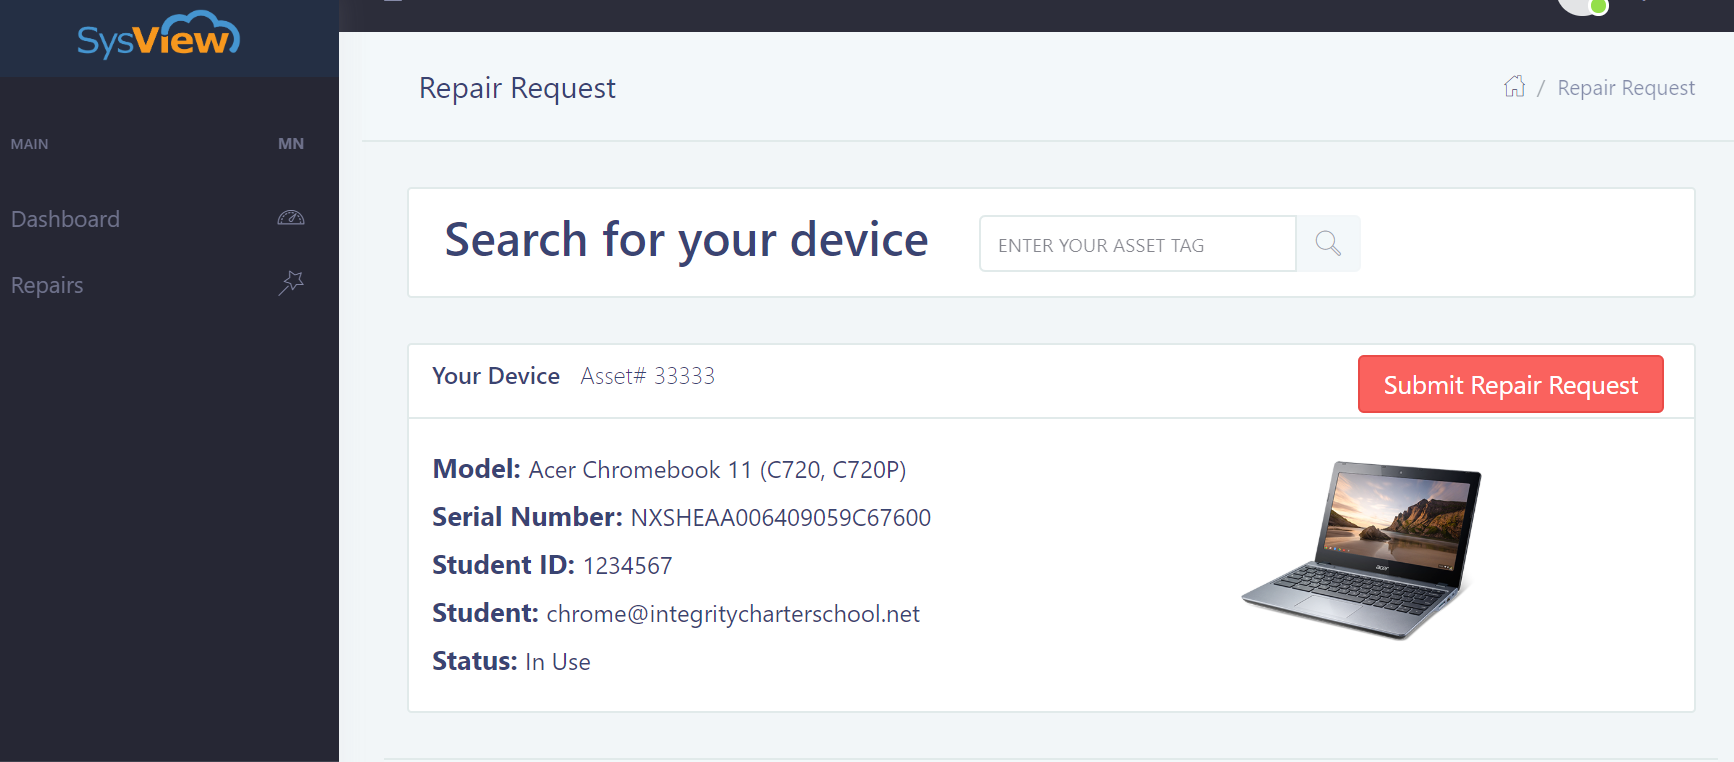 SysView
MAIN MN
Dashboard
Repairs
Repair Request
/ Repair Request
Search for your device
ENTER YOUR ASSET TAG
Your Device Asset# 33333
Submit Repair Request
Model: Acer Chromebook 11 (C720, C720P)
Serial Number: NXSHEAA006409059C67600
Student ID: 1234567
Student: chrome@integritycharterschool.net
Status: In Use
acer